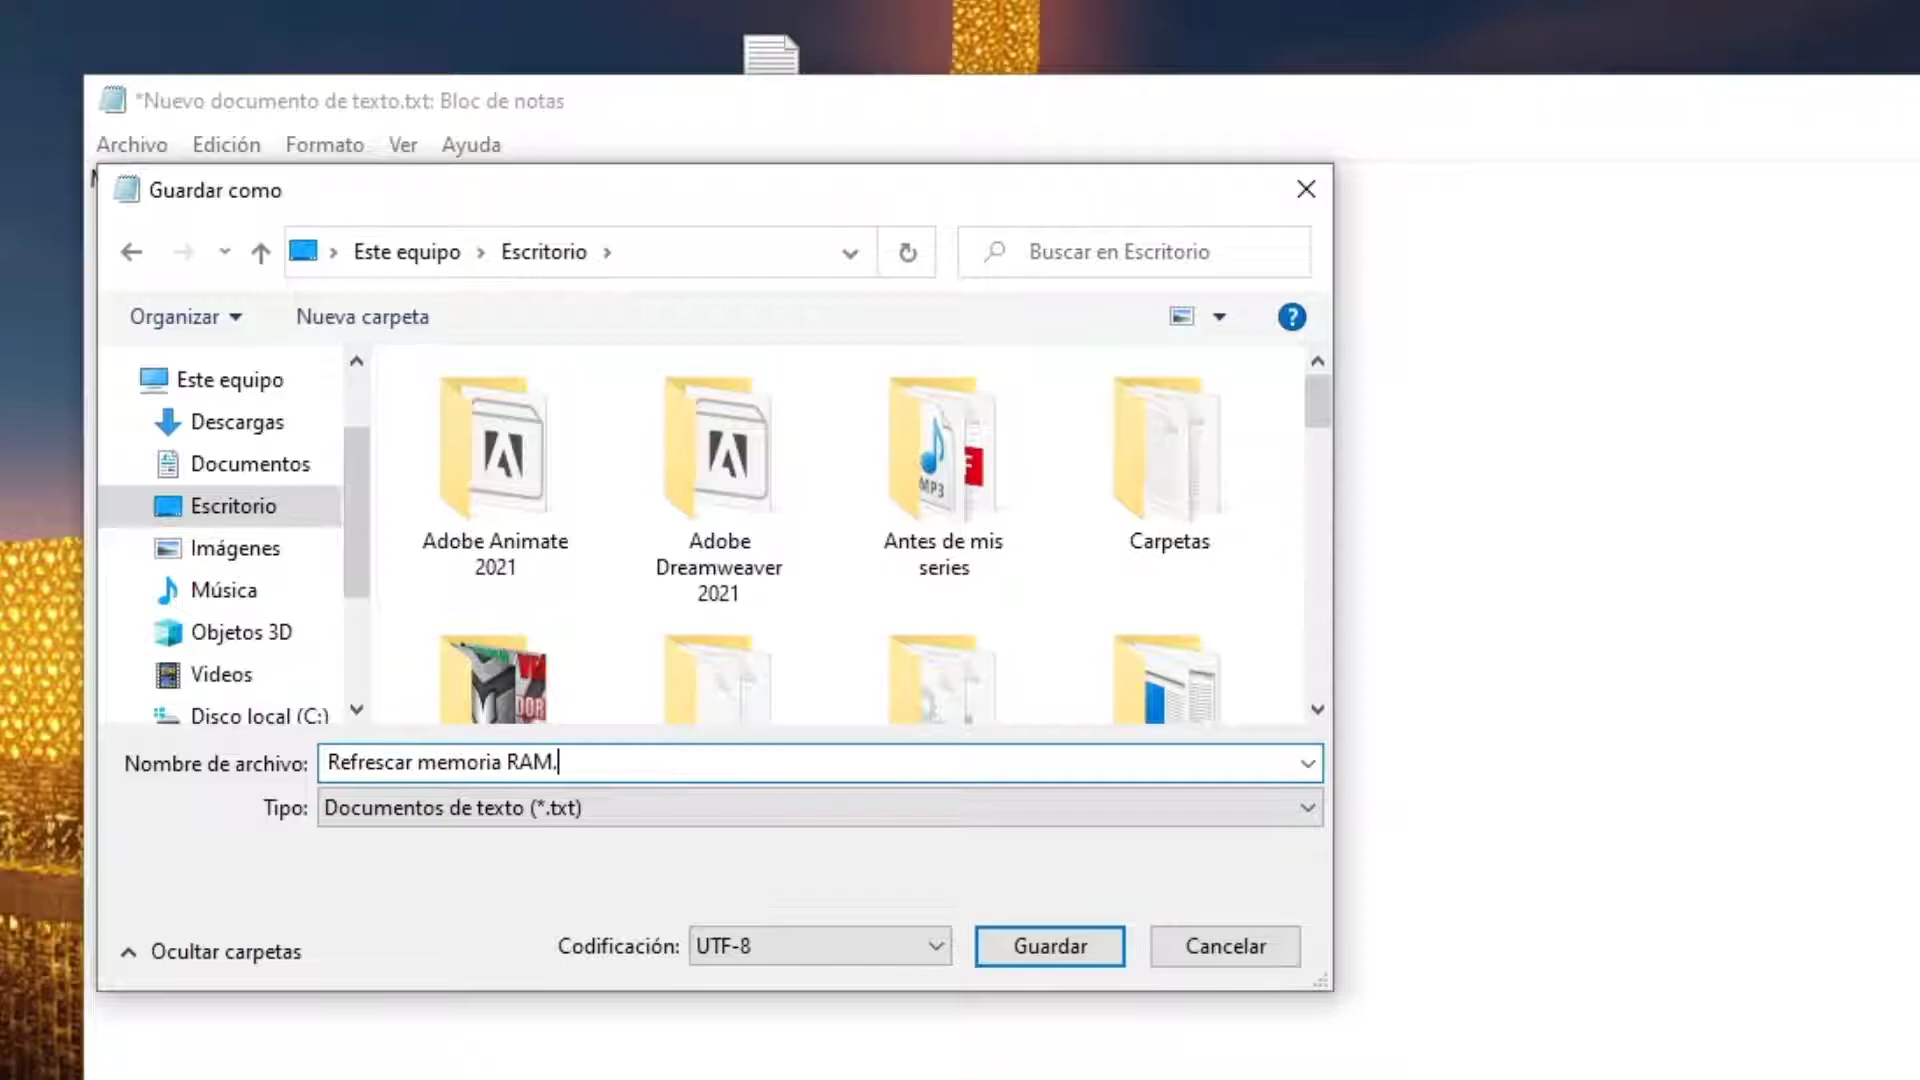 *Nuevo documento de texto.txt: Bloc de notas
Archivo Edición Formato Ver Ayuda
Guardar como
Este equipo Escritorio
Buscar en Escritorio
Organizar Nueva carpeta
?
Este equipo
Descargas
Documentos
Escritorio
Imágenes
Música
Objetos 3D
Videos
Disco local (C:)
MP3
Adobe Animate
2021
Adobe
Dreamweaver
2021
Antes de mis
series
Carpetas
Nombre de archivo: Refrescar memoria RAM.
Tipo: Documentos de texto (*.txt)
Ocultar carpetas
Codificación: UTF-8
Guardar
Cancelar